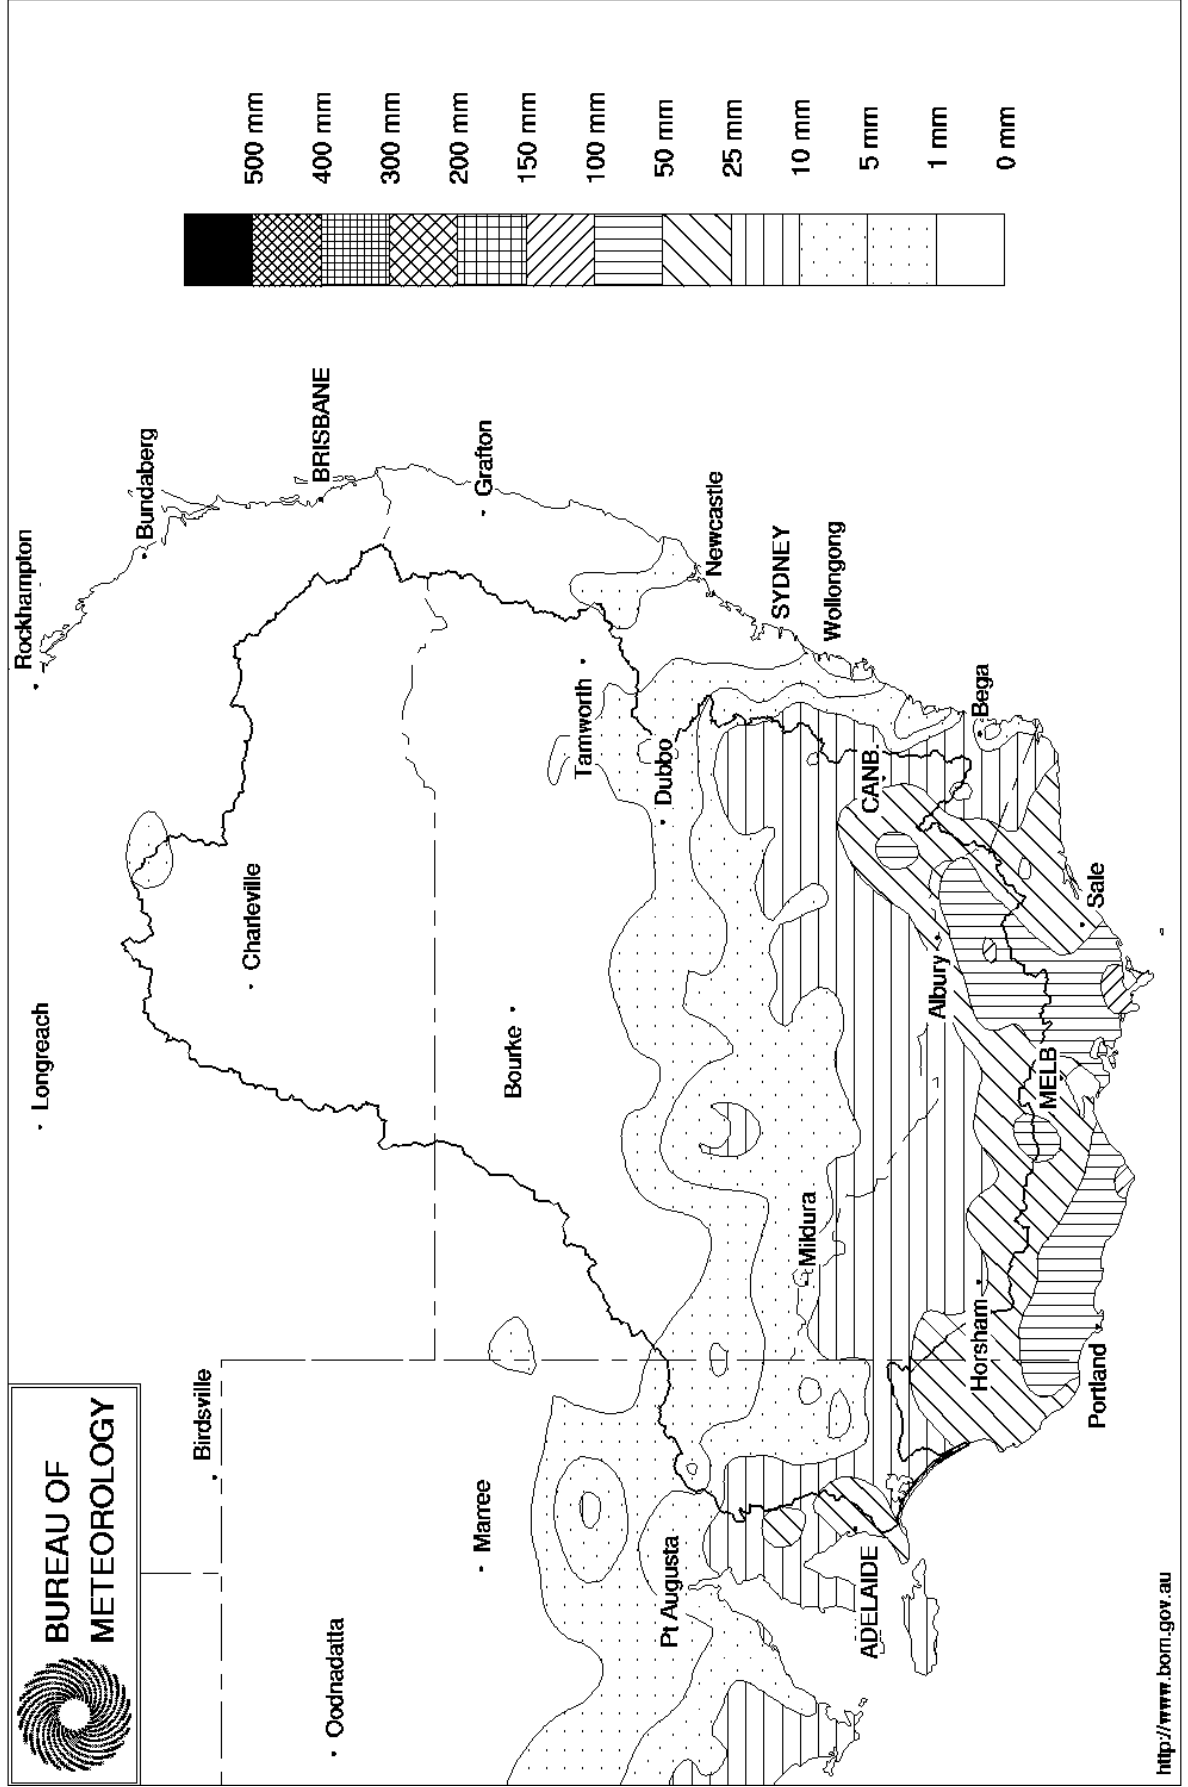 BUREAU OF
METEOROLOGY
Longreach
Rockhampton
Bundaberg
BRISBANE
Birdsville
Charleville
Oodnadatta
Marree
Bourke
Grafton
Tamworth
Newcastle
Pt Augusta
Dubbo
SYDNEY
Wollongong
Mildura
ADELAIDE
CANB.
Albury
Bega
Horsham
MELB
Sale
Portland
500 mm
400 mm
300 mm
200 mm
150 mm
100 mm
50 mm
25 mm
10 mm
5 mm
1 mm
0 mm
http://www.bom.gov.au